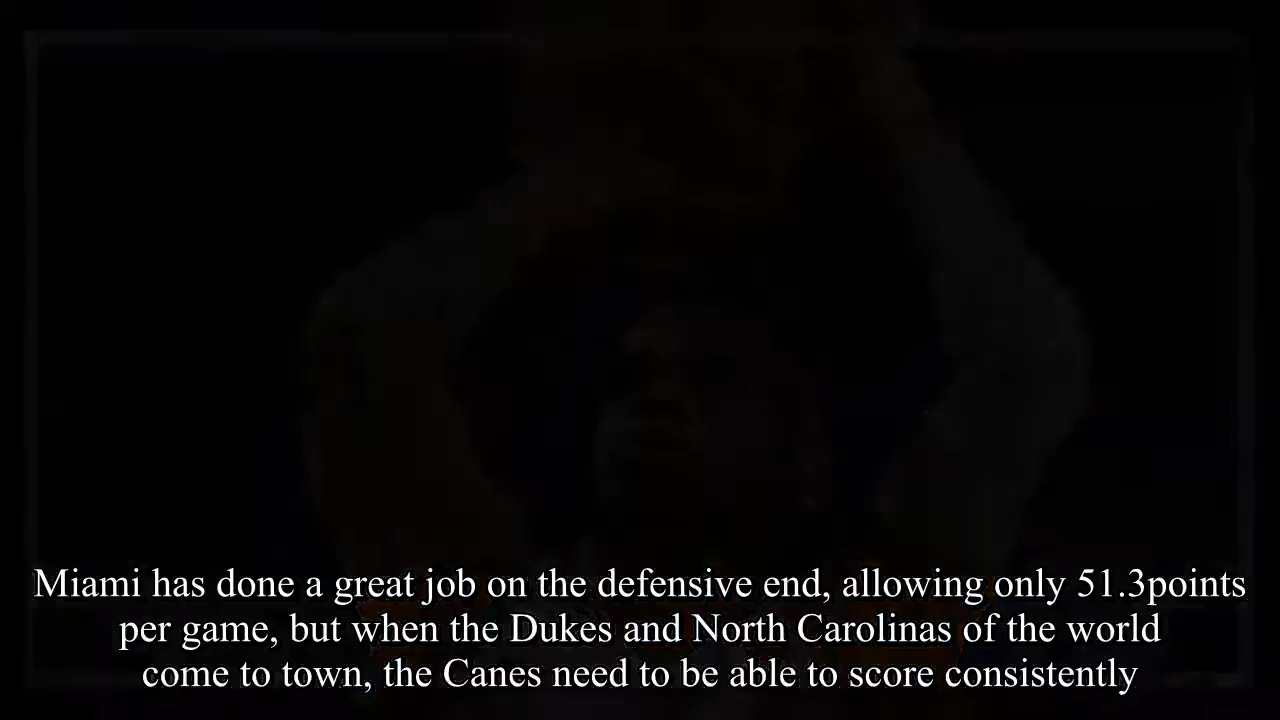 Miami has done a great job on the defensive end, allowing only 51.3points
per game, but when the Dukes and North Carolinas of the world
come to town, the Canes need to be able to score consistently